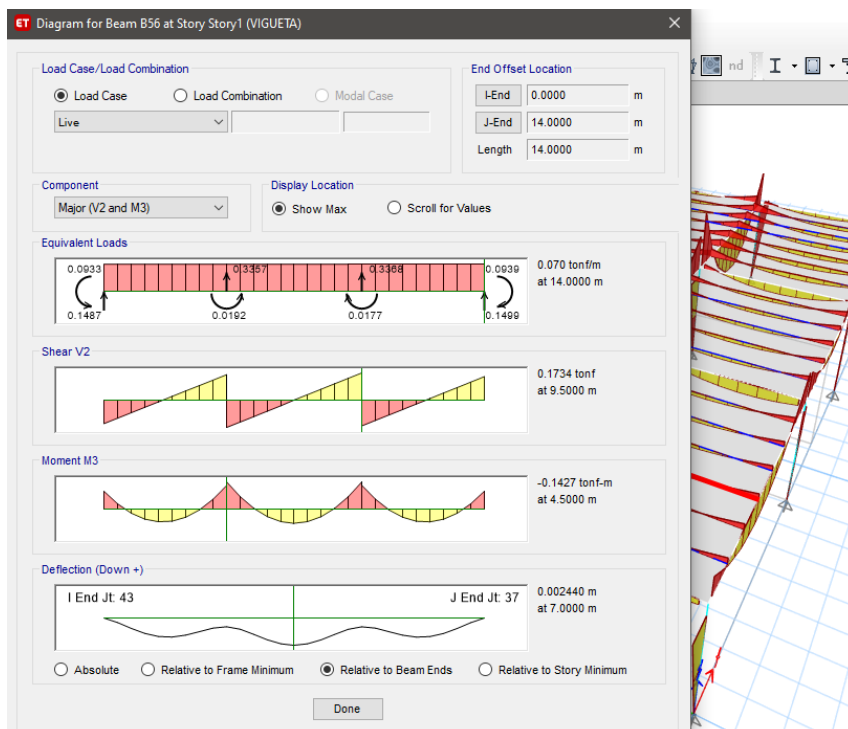 ET Diagram for Beam B56 at Story Story1 (VIGUETA)
Load Case/Load Combination
Load Case Load Combination Modal Case
Live
End Offset Location
I-End 0.0000 m
J-End 14.0000 m
Length 14.0000 m
nd
Component
Major (V2 and M3)
Display Location
Show Max Scroll for Values
Equivalent Loads
0.0933 0.3357 0.3368 0.0939
0.1487 0.0192 0.0177 0.1499
0.070 tonf/m
at 14.0000 m
Shear V2
0.1734 tonf
at 9.5000 m
Moment M3
-0.1427 tonf-m
at 4.5000 m
Deflection (Down +)
I End Jt: 43 J End Jt: 37
0.002440 m
at 7.0000 m
Absolute Relative to Frame Minimum Relative to Beam Ends Relative to Story Minimum
Done